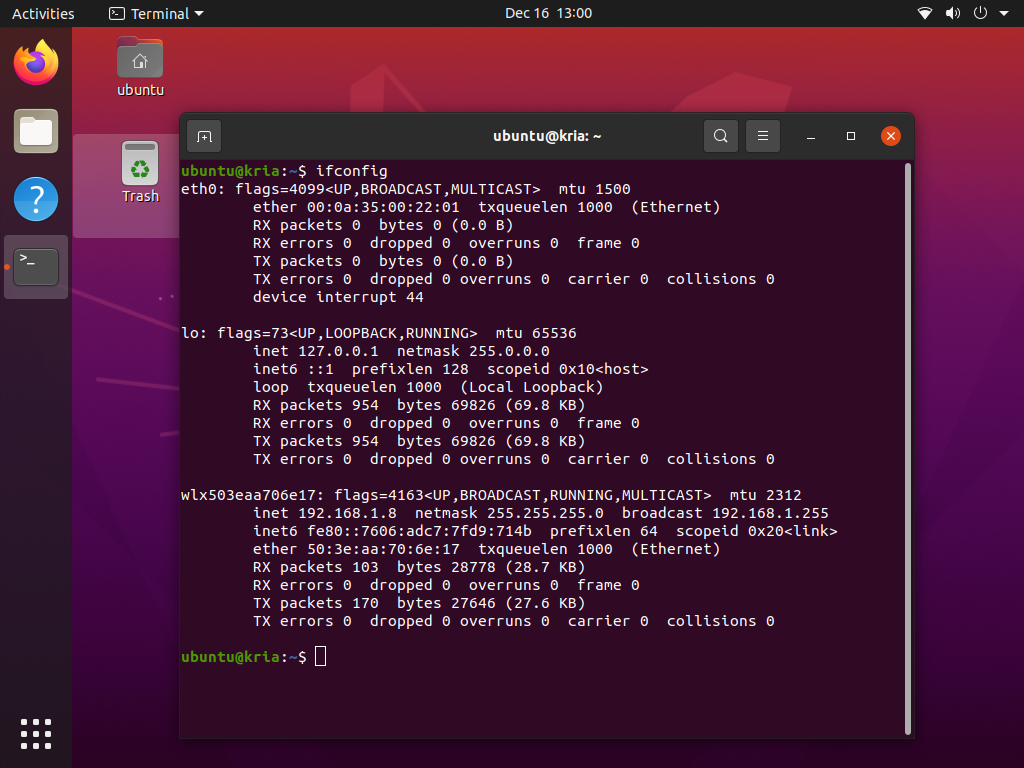 Activities
Terminal
Dec 16 13:00
ubuntu
Trash
ubuntu@kria: ~
ubuntu@kria:~$ ifconfig
eth0: flags=4099<UP,BROADCAST,MULTICAST>  mtu 1500
        ether 00:0a:35:00:22:01  txqueuelen 1000  (Ethernet)
        RX packets 0  bytes 0 (0.0 B)
        RX errors 0  dropped 0  overruns 0  frame 0
        TX packets 0  bytes 0 (0.0 B)
        TX errors 0  dropped 0 overruns 0  carrier 0  collisions 0
        device interrupt 44

lo: flags=73<UP,LOOPBACK,RUNNING>  mtu 65536
        inet 127.0.0.1  netmask 255.0.0.0
        inet6 ::1  prefixlen 128  scopeid 0x10<host>
        loop  txqueuelen 1000  (Local Loopback)
        RX packets 954  bytes 69826 (69.8 KB)
        RX errors 0  dropped 0  overruns 0  frame 0
        TX packets 954  bytes 69826 (69.8 KB)
        TX errors 0  dropped 0 overruns 0  carrier 0  collisions 0

wlx503eaa706e17: flags=4163<UP,BROADCAST,RUNNING,MULTICAST>  mtu 2312
        inet 192.168.1.8  netmask 255.255.255.0  broadcast 192.168.1.255
        inet6 fe80::7606:adc7:7fd9:714b  prefixlen 64  scopeid 0x20<link>
        ether 50:3e:aa:70:6e:17  txqueuelen 1000  (Ethernet)
        RX packets 103  bytes 28778 (28.7 KB)
        RX errors 0  dropped 0  overruns 0  frame 0
        TX packets 170  bytes 27646 (27.6 KB)
        TX errors 0  dropped 0 overruns 0  carrier 0  collisions 0

ubuntu@kria:~$